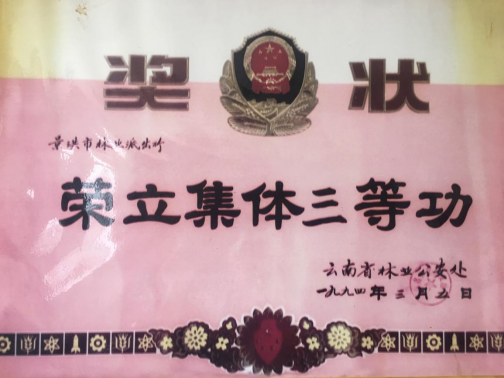 奖状
景洪市林业派出所
荣立集体三等功
云南省林业公安处
一九九四年三月五日